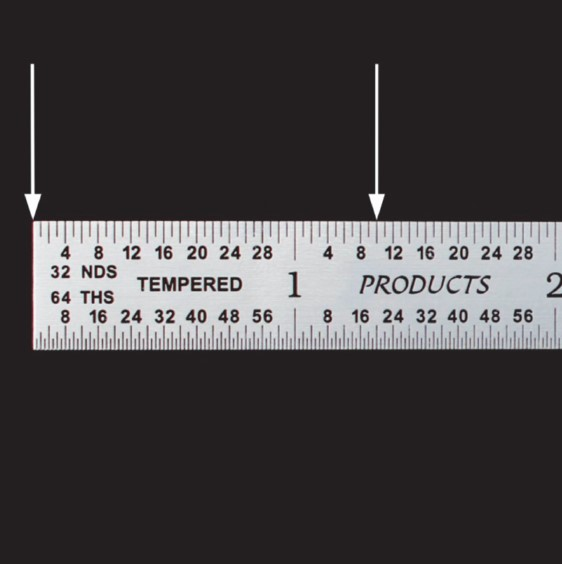 4 8 12 16 20 24 28 4 8 12 16 20 24 28
32 NDS
TEMPERED 1 PRODUCTS 2
64 THS
8 16 24 32 40 48 56 8 16 24 32 40 48 56